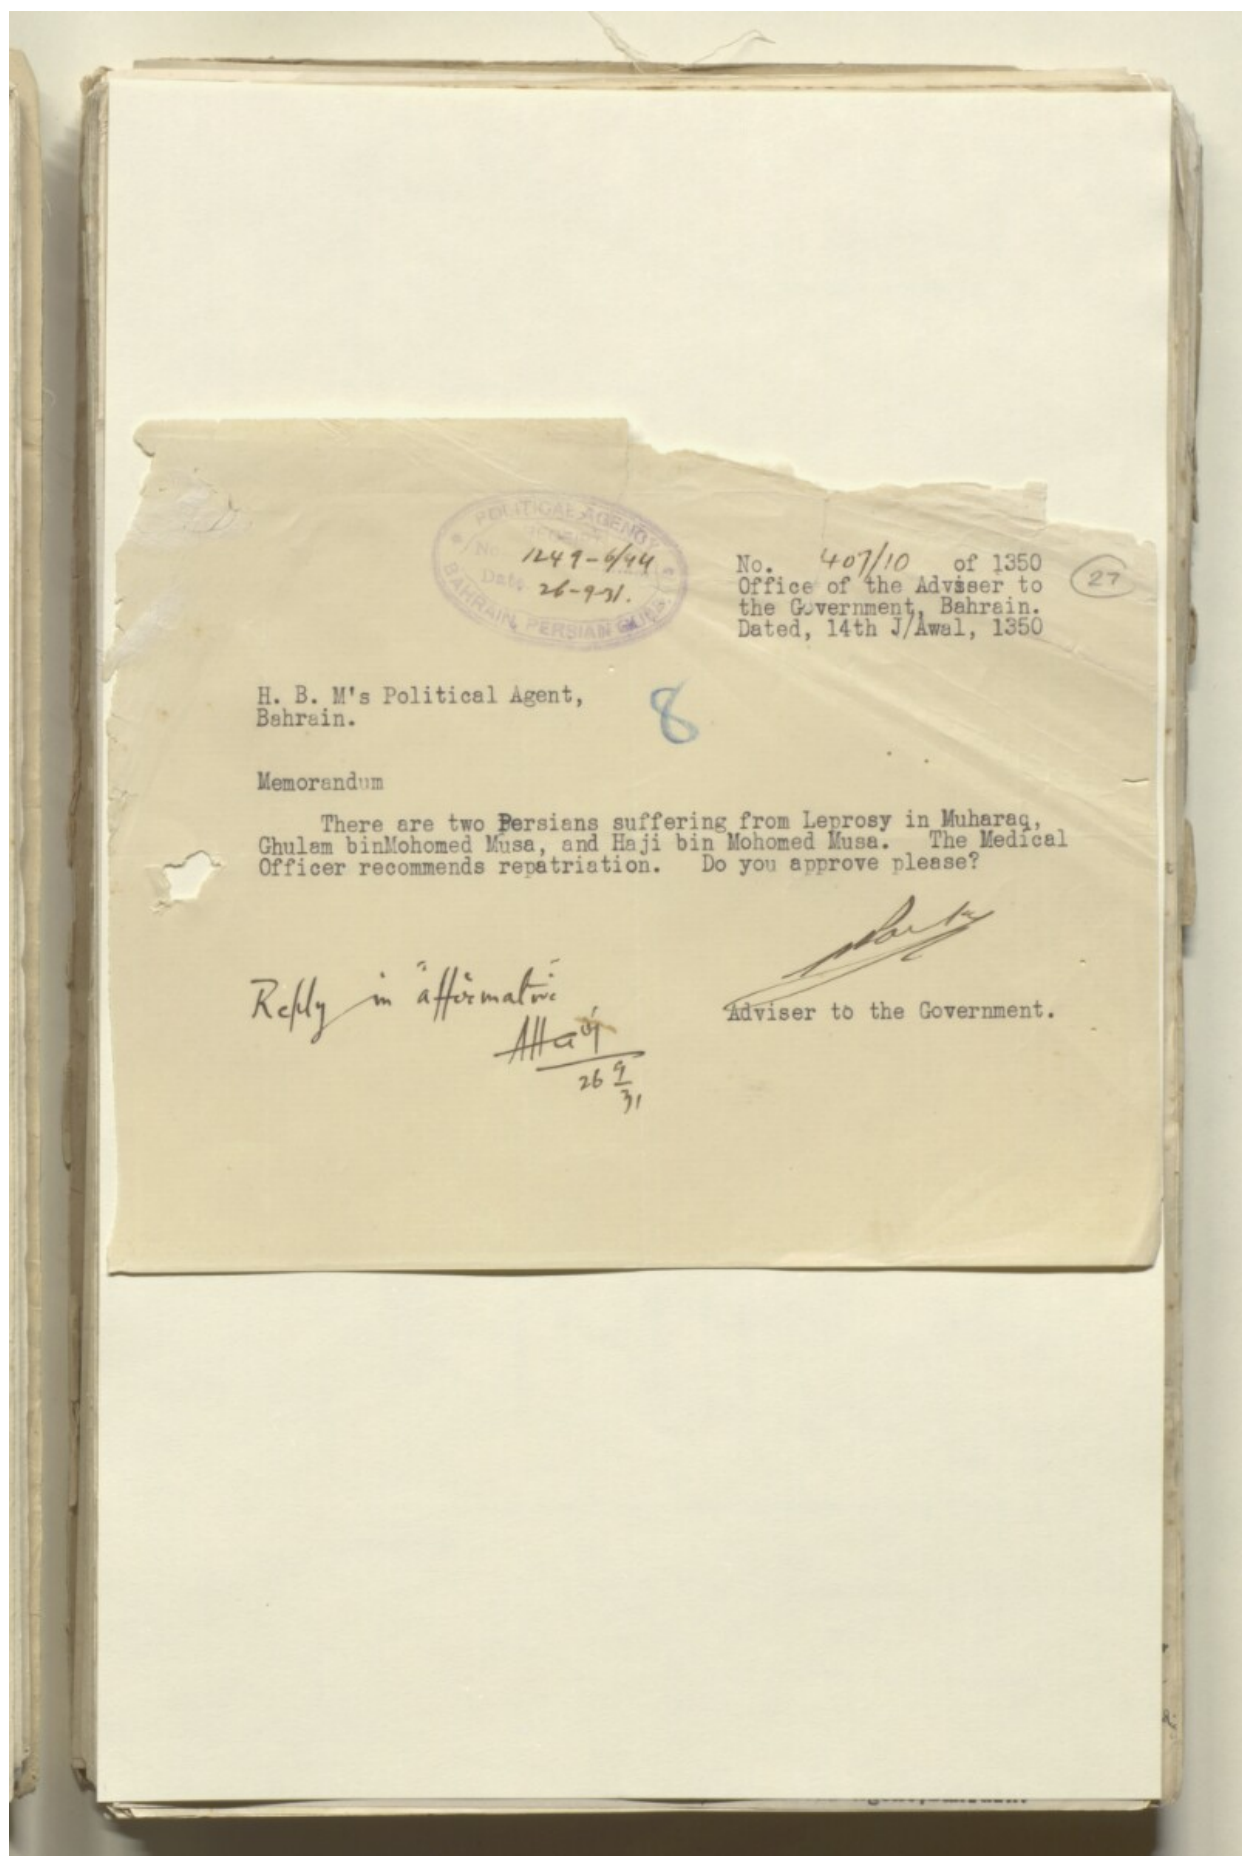 POLITICAL AGENCY
No. 1249-6/44
Date 26-9-31.
BAHRAIN, PERSIAN GULF
No. 407/10 of 1350
27
Office of the Adviser to
the Government, Bahrain.
Dated, 14th J/Awal, 1350
H. B. M's Political Agent,
Bahrain.
8
Memorandum
There are two Persians suffering from Leprosy in Muharaq,
Ghulam binMohomed Musa, and Haji bin Mohomed Musa. The Medical
Officer recommends repatriation. Do you approve please?
Reply in "affirmative"
Adviser to the Government.
26 9
31